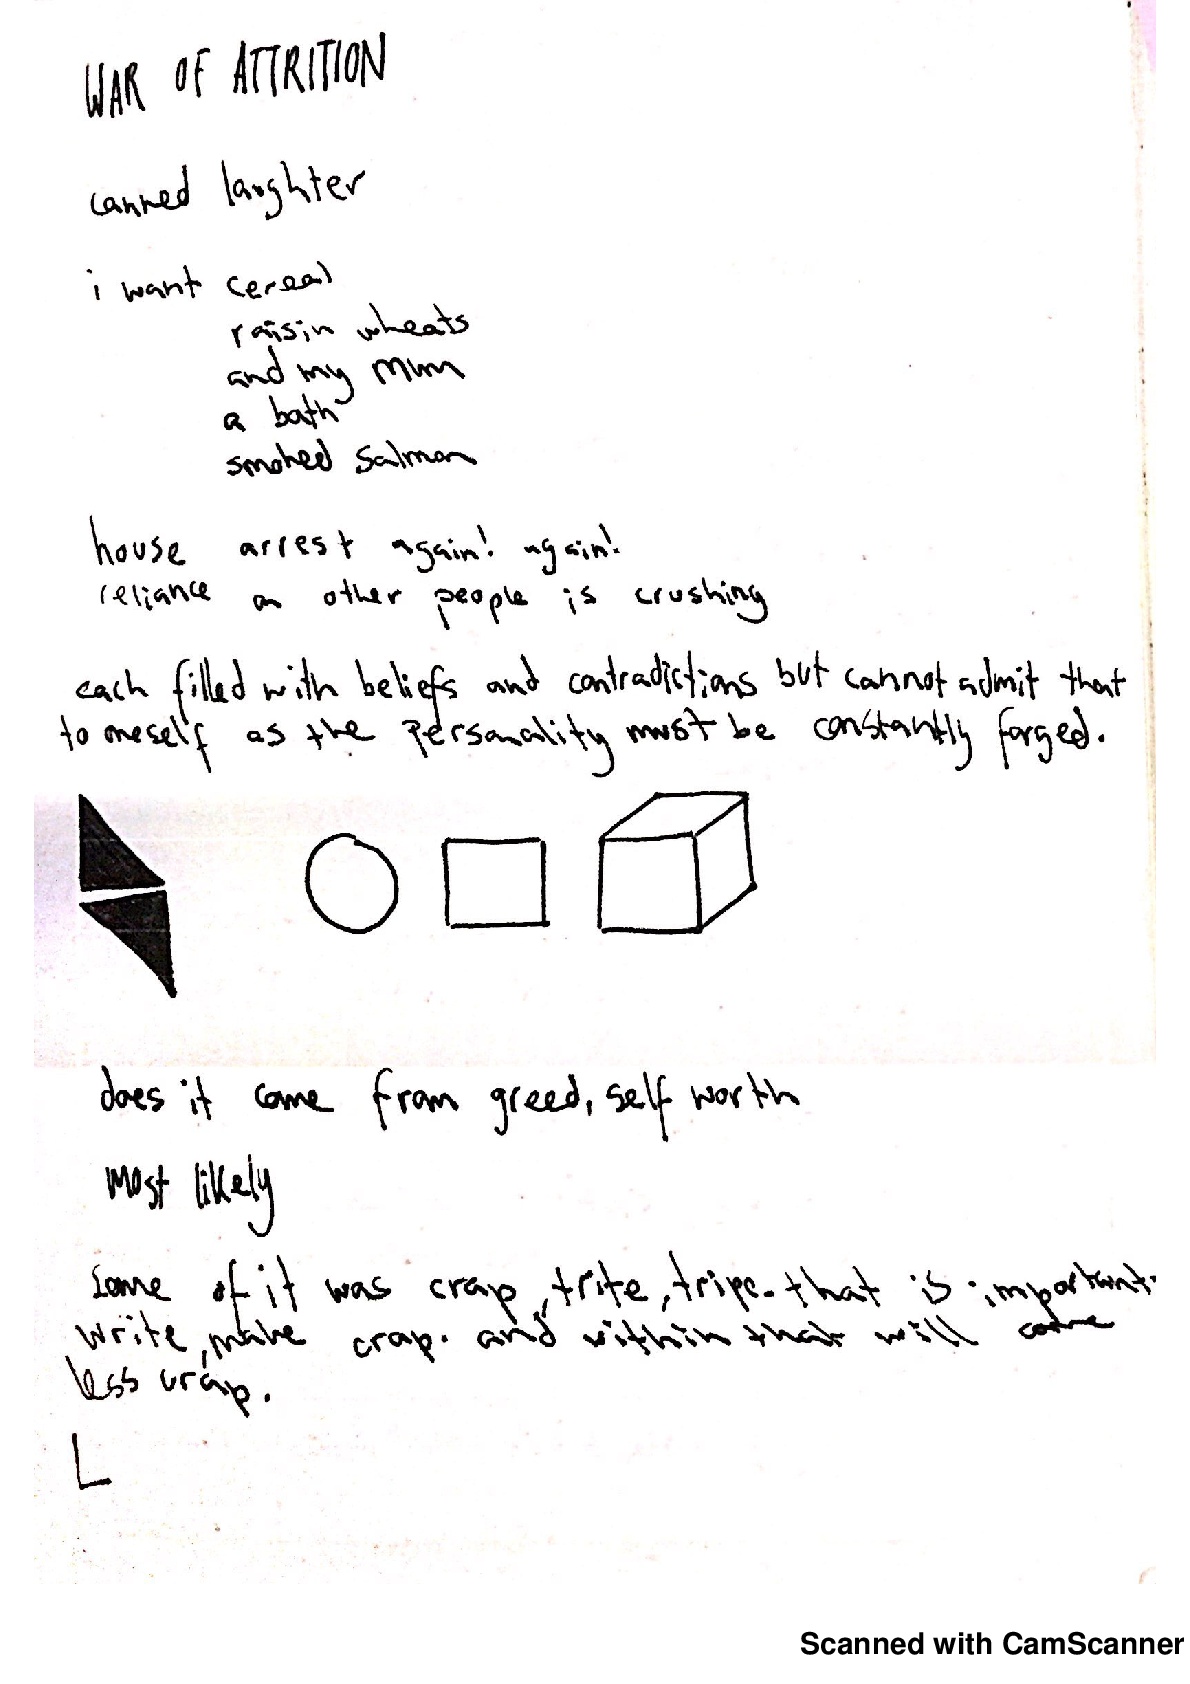 WAR OF ATTRITION
canned laughter
i want cereal
raisin wheats
and my mum
a bath
smoked salmon
house arrest again! again!
reliance on other people is crushing
each filled with beliefs and contradictions but cannot admit that
to oneself as the personality must be constantly forged.
does it come from greed, self worth
most likely
some of it was crap, trite, tripe. that is important.
write, make crap. and within that will come
less crap.
L
Scanned with CamScanner